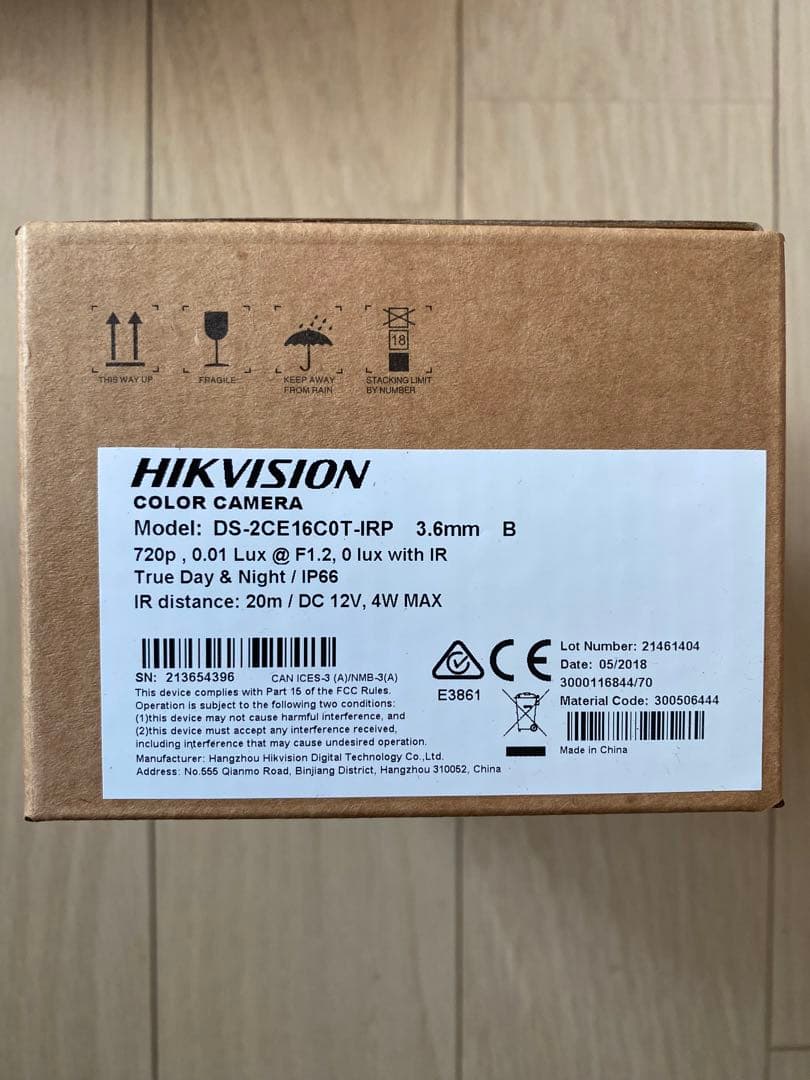 THIS WAY UP
FRAGILE
KEEP AWAY
FROM RAIN
18
STACKING LIMIT
BY NUMBER
HIKVISION
COLOR CAMERA
Model: DS-2CE16C0T-IRP 3.6mm B
720p , 0.01 Lux @ F1.2, 0 lux with IR
True Day & Night / IP66
IR distance: 20m / DC 12V, 4W MAX
SN: 213654396 CAN ICES-3 (A)/NMB-3(A)
This device complies with Part 15 of the FCC Rules.
Operation is subject to the following two conditions:
(1)this device may not cause harmful interference, and
(2)this device must accept any interference received,
including interference that may cause undesired operation.
Manufacturer: Hangzhou Hikvision Digital Technology Co.,Ltd.
Address: No.555 Qianmo Road, Binjiang District, Hangzhou 310052, China
E3861
CE
Lot Number: 21461404
Date: 05/2018
3000116844/70
Material Code: 300506444
Made in China